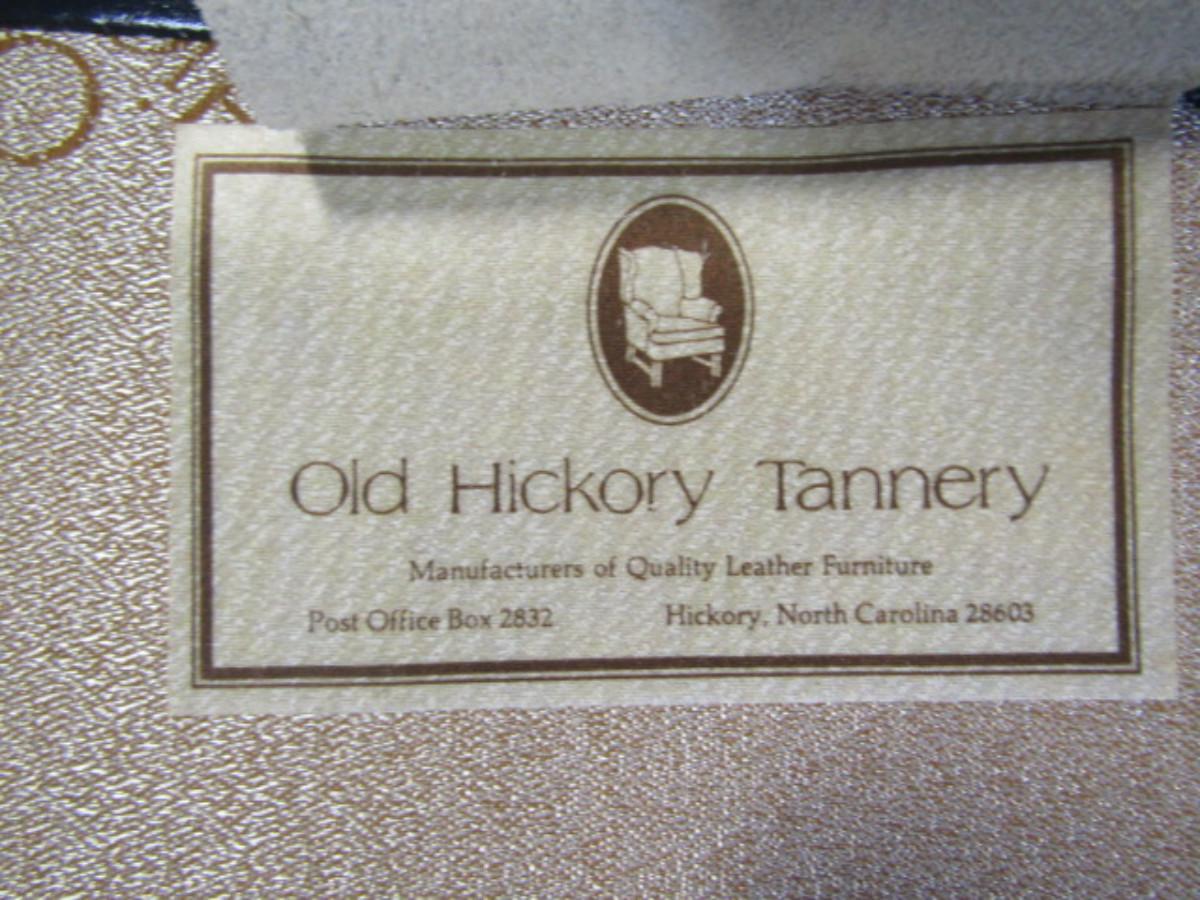 Old Hickory Tannery
Manufacturers of Quality Leather Furniture
Post Office Box 2832 Hickory, North Carolina 28603